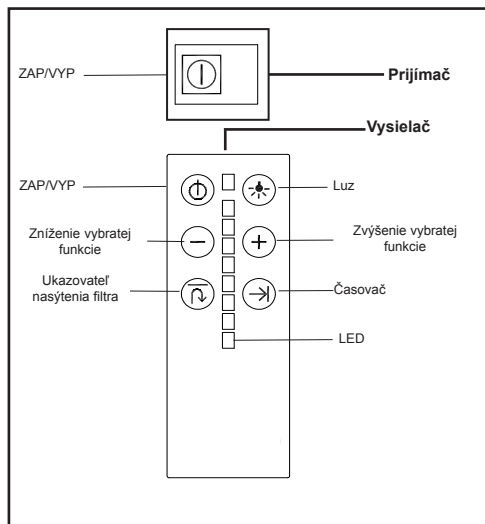 ZAP/VYP
Prijímač
Vysielač
ZAP/VYP
Luz
Zníženie vybratej
funkcie
Zvýšenie vybratej
funkcie
Ukazovateľ
nasýtenia filtra
Časovač
LED